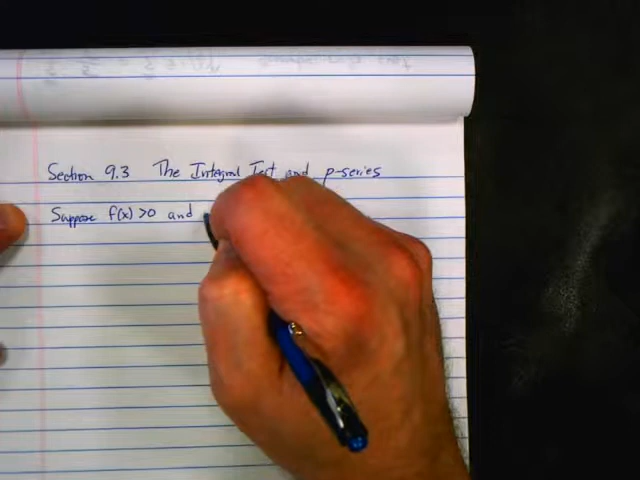 Section 9.3 The Integral Test and p-series
Suppose f(x) >0 and